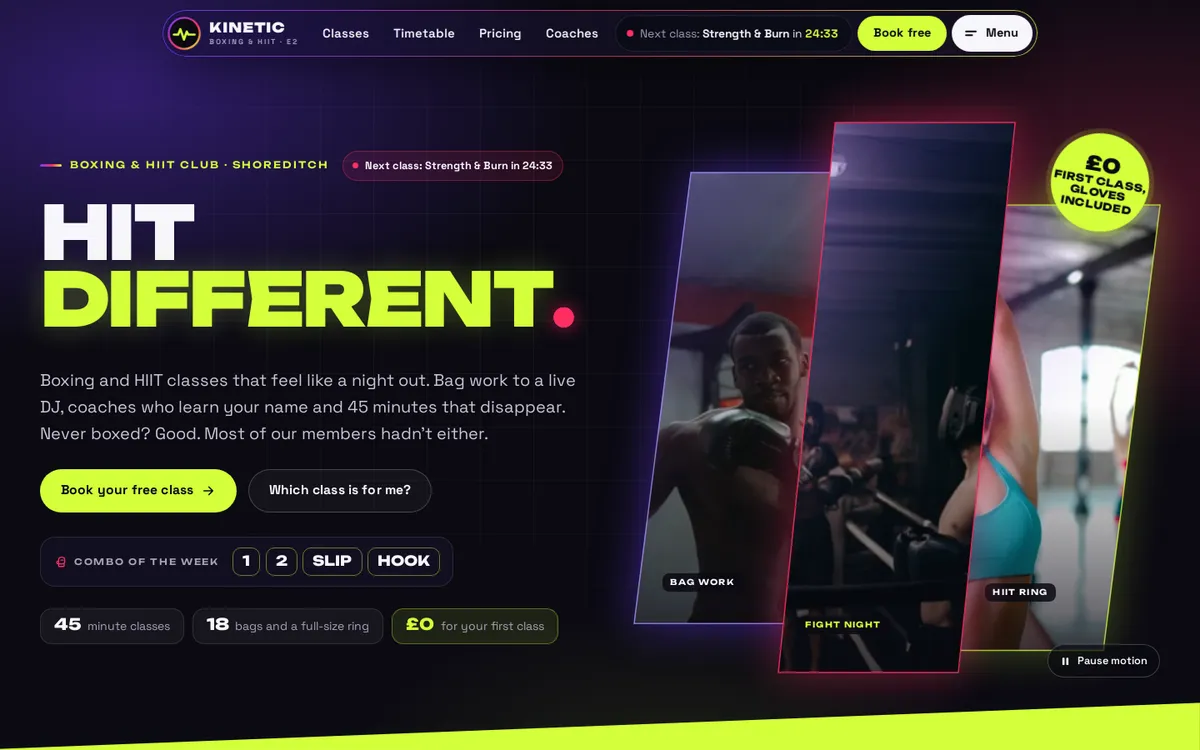 KINETIC
BOXING & HIIT · E2
Classes
Timetable
Pricing
Coaches
Next class: Strength & Burn in 24:33
Book free
Menu
BOXING & HIIT CLUB · SHOREDITCH
Next class: Strength & Burn in 24:33
HIT
DIFFERENT.
Boxing and HIIT classes that feel like a night out. Bag work to a live
DJ, coaches who learn your name and 45 minutes that disappear.
Never boxed? Good. Most of our members hadn't either.
Book your free class →
Which class is for me?
COMBO OF THE WEEK
1
2
SLIP
HOOK
45 minute classes
18 bags and a full-size ring
£0 for your first class
£0
FIRST CLASS,
GLOVES
INCLUDED
BAG WORK
FIGHT NIGHT
HIIT RING
Pause motion